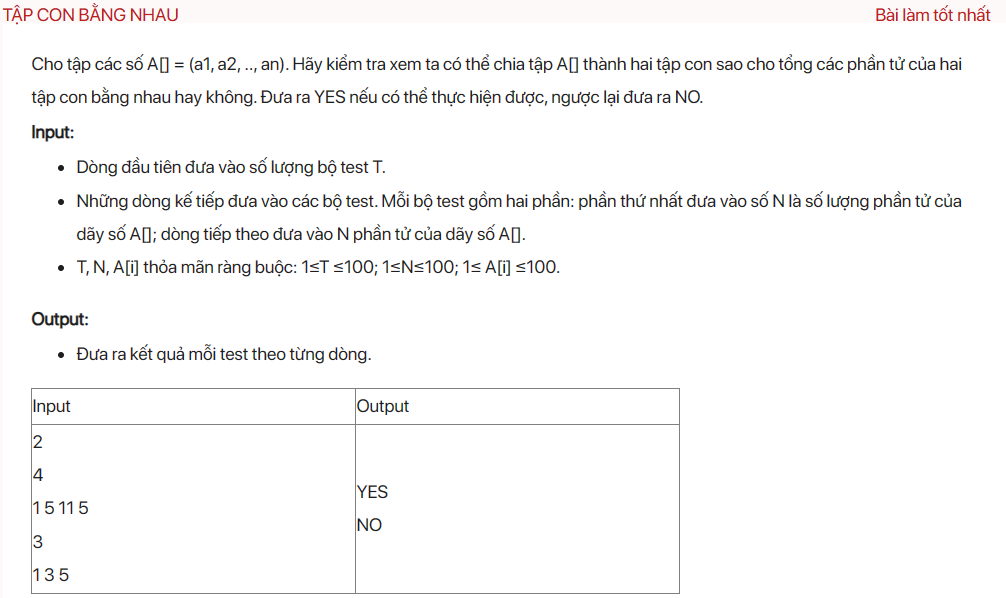 TẬP CON BẰNG NHAU
Bài làm tốt nhất
Cho tập các số A[] = (a1, a2, .., an). Hãy kiểm tra xem ta có thể chia tập A[] thành hai tập con sao cho tổng các phần tử của hai
tập con bằng nhau hay không. Đưa ra YES nếu có thể thực hiện được, ngược lại đưa ra NO.
Input:
• Dòng đầu tiên đưa vào số lượng bộ test T.
• Những dòng kế tiếp đưa vào các bộ test. Mỗi bộ test gồm hai phần: phần thứ nhất đưa vào số N là số lượng phần tử của
dãy số A[]; dòng tiếp theo đưa vào N phần tử của dãy số A[].
• T, N, A[i] thỏa mãn ràng buộc: 1≤T ≤100; 1≤N≤100; 1≤ A[i] ≤100.
Output:
• Đưa ra kết quả mỗi test theo từng dòng.
Input
Output
2
4
1 5 11 5
3
1 3 5
YES
NO